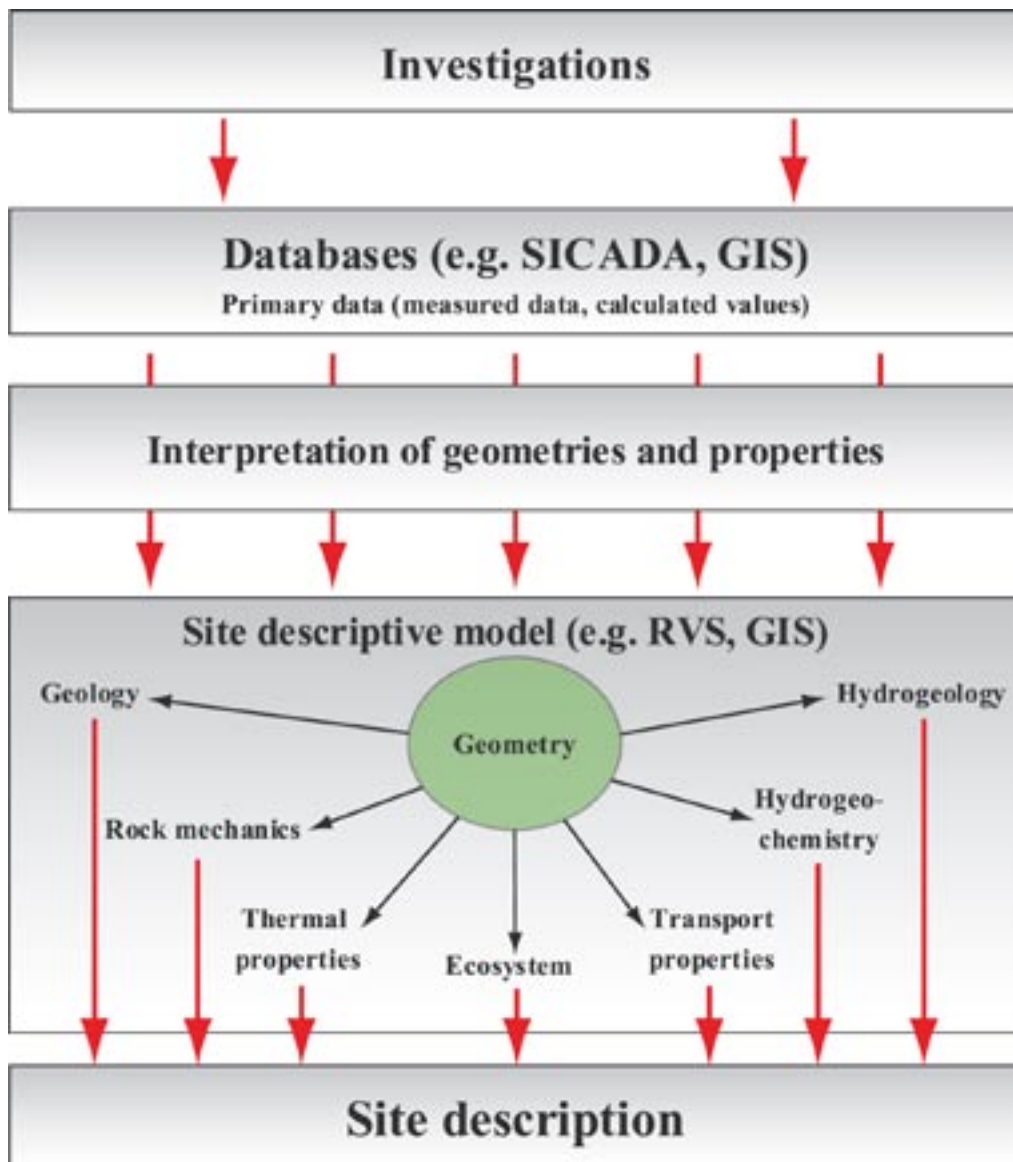 Investigations
Databases (e.g. SICADA, GIS)
Primary data (measured data, calculated values)
Interpretation of geometries and properties
Site descriptive model (e.g. RVS, GIS)
Geology
Hydrogeology
Geometry
Rock mechanics
Hydrogeo-
chemistry
Thermal
properties
Ecosystem
Transport
properties
Site description